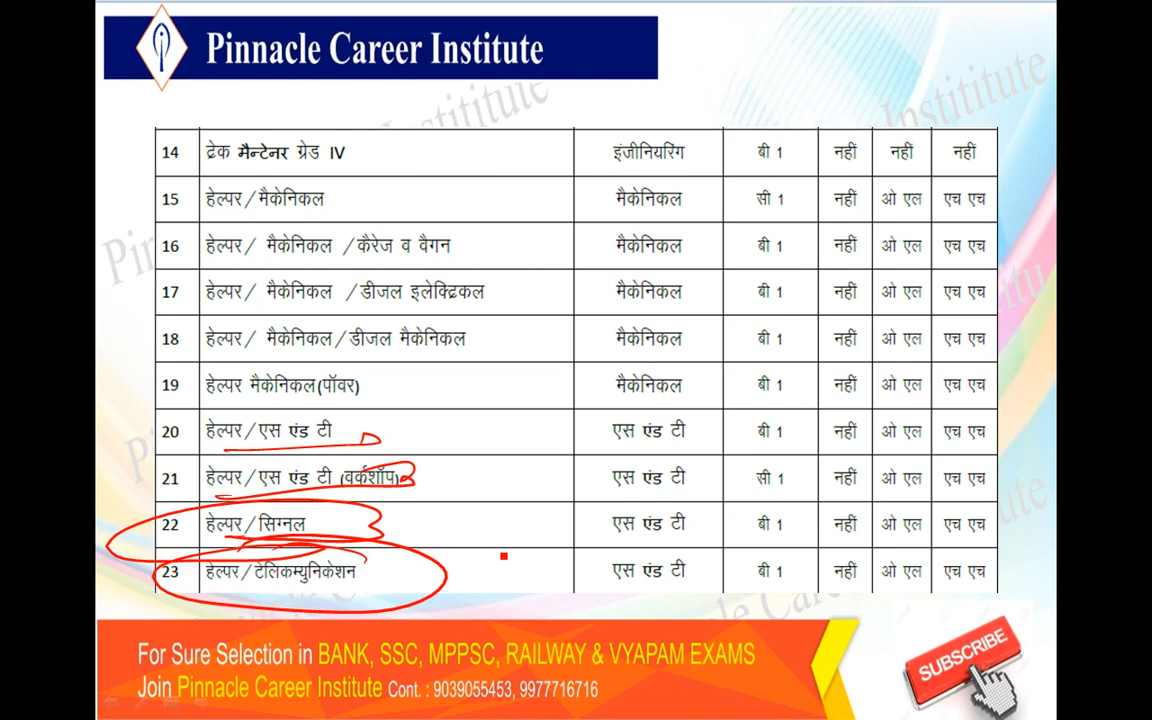 Pinnacle Career Institute
14 ट्रेक मैन्टेनर ग्रेड IV इंजीनियरिंग बी 1 नहीं नहीं नहीं
15 हेल्पर/मैकेनिकल मैकेनिकल सी 1 नहीं ओ एल एच एच
16 हेल्पर/ मैकेनिकल /कैरेज व वैगन मैकेनिकल बी 1 नहीं ओ एल एच एच
17 हेल्पर/ मैकेनिकल /डीजल इलेक्ट्रिकल मैकेनिकल बी 1 नहीं ओ एल एच एच
18 हेल्पर/ मैकेनिकल/डीजल मैकेनिकल मैकेनिकल बी 1 नहीं ओ एल एच एच
19 हेल्पर मैकेनिकल(पॉवर) मैकेनिकल बी 1 नहीं ओ एल एच एच
20 हेल्पर/एस एंड टी एस एंड टी बी 1 नहीं ओ एल एच एच
21 हेल्पर/एस एंड टी (वर्कशॉप) एस एंड टी सी 1 नहीं ओ एल एच एच
22 हेल्पर/सिग्नल एस एंड टी बी 1 नहीं ओ एल एच एच
23 हेल्पर/टेलिकम्युनिकेशन एस एंड टी बी 1 नहीं ओ एल एच एच
For Sure Selection in BANK, SSC, MPPSC, RAILWAY & VYAPAM EXAMS
Join Pinnacle Career Institute Cont. : 9039055453, 9977716716
SUBSCRIBE